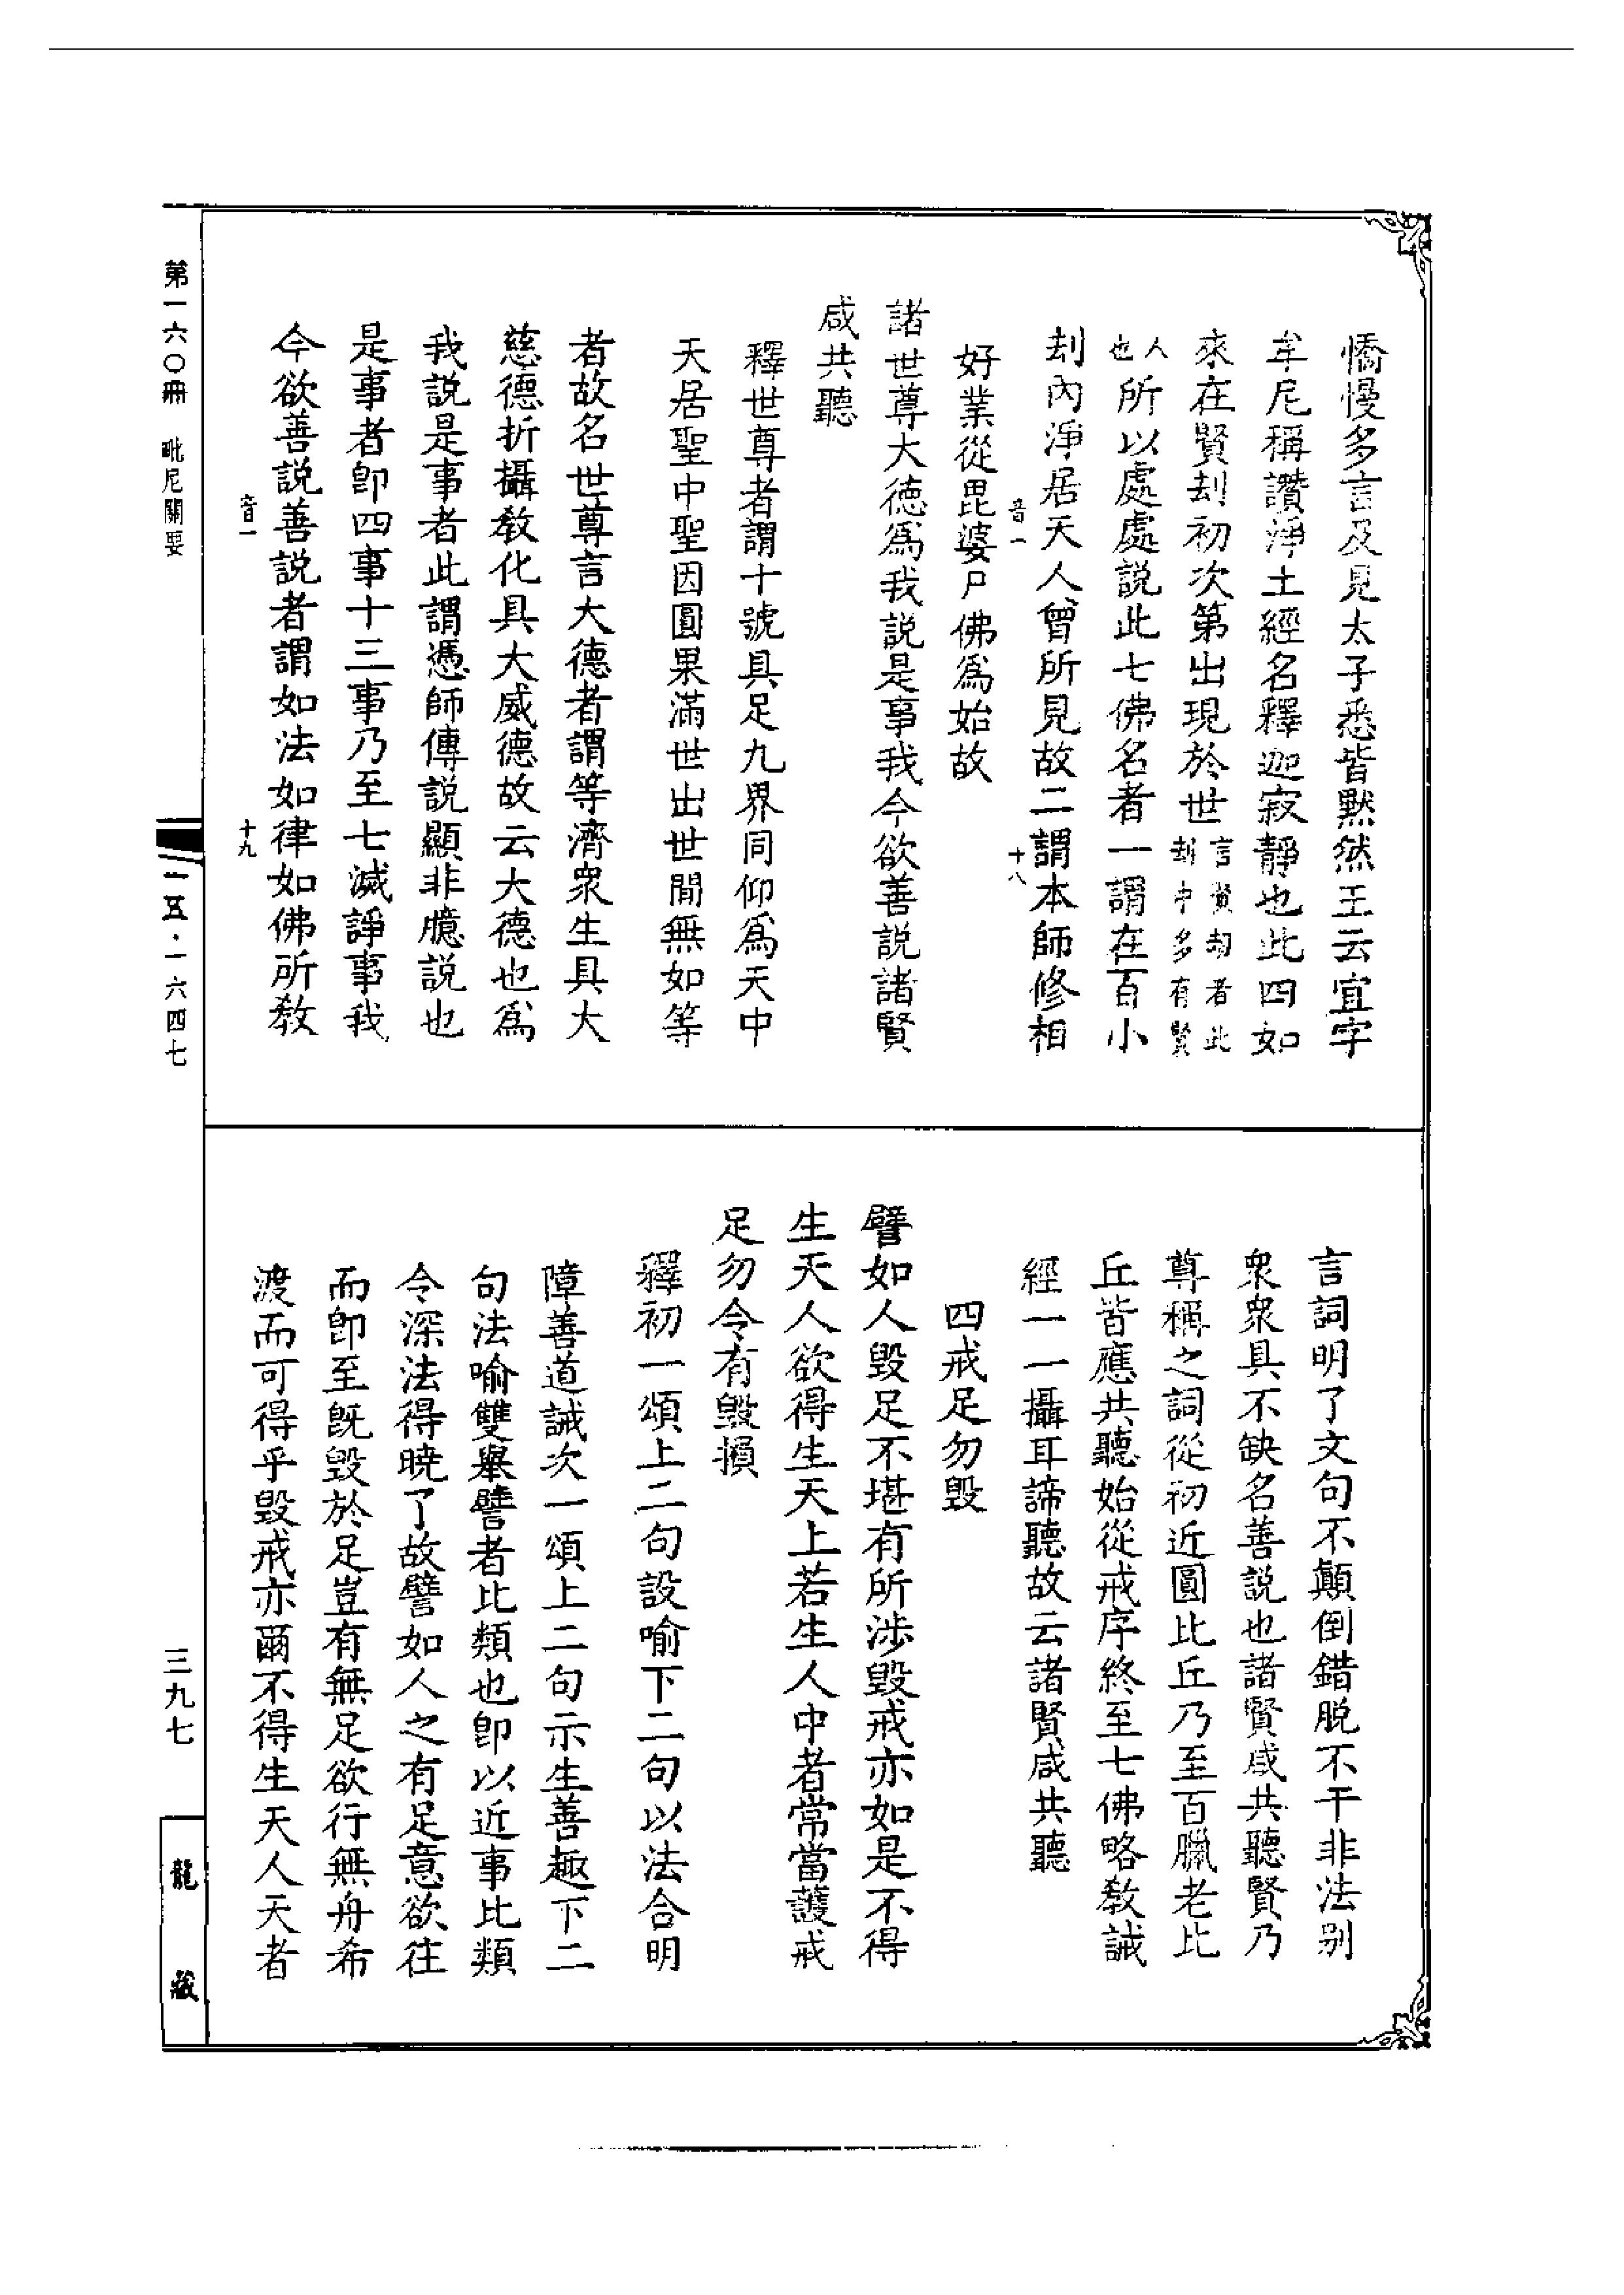 憍慢多言及見太子悉皆默然王云宜字
牟尼稱讚淨土經名釋迦寂靜也此四如
來在賢刦初次第出現於世言賢刦者此刦中多有賢
人也所以處處說此七佛名者一謂在百小
刦內淨居天人曾所見故二謂本師修相
音一 十八
好業從毘婆尸佛爲始故
諸世尊大德爲我說是事我今欲善說諸賢
咸共聽
釋世尊者謂十號具足九界同仰爲天中
天居聖中聖因圓果滿世出世間無如等
者故名世尊言大德者謂等濟衆生具大
慈德折攝教化具大威德故云大德也爲
我說是事者此謂憑師傳說顯非臆說也
是事者卽四事十三事乃至七滅諍事我
今欲善說善說者謂如法如律如佛所教
音一 十九
言詞明了文句不顛倒錯脫不干非法别
衆衆具不缺名善說也諸賢咸共聽賢乃
尊稱之詞從初近圓比丘乃至百臘老比
丘皆應共聽始從戒序終至七佛略教誡
經一一攝耳諦聽故云諸賢咸共聽
四戒足勿毀
譬如人毀足不堪有所涉毀戒亦如是不得
生天人欲得生天上若生人中者常當護戒
足勿令有毀損
釋初一頌上二句設喻下二句以法合明
障善道誡次一頌上二句示生善趣下二
句法喻雙舉譬者比類也卽以近事比類
令深法得曉了故譬如人之有足意欲往
而卽至旣毀於足豈有無足欲行無舟希
渡而可得乎毀戒亦爾不得生天人天者
第一六〇冊 毗尼關要
一五·一六四七
三九七
龍藏